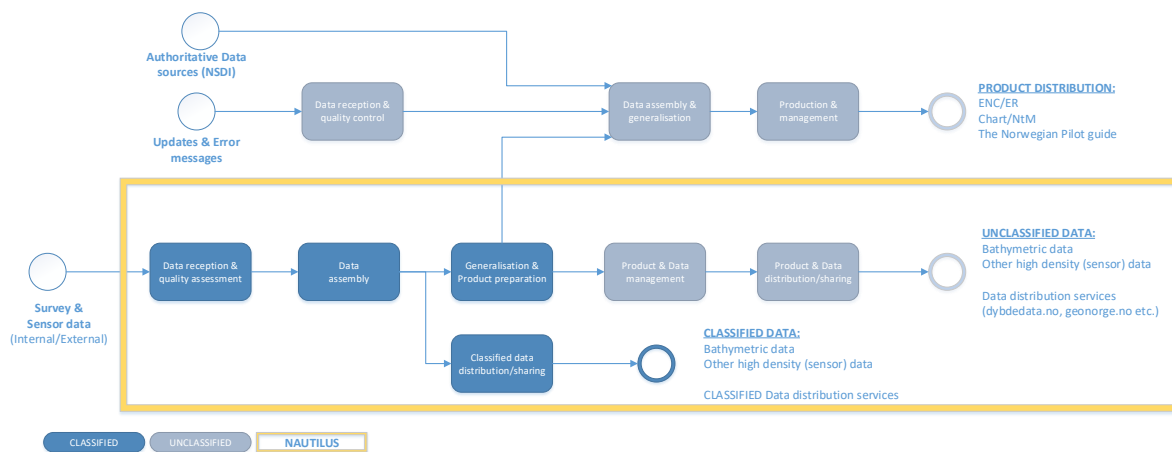 Authoritative Data
sources (NSDI)
Data reception &
quality control
Data assembly &
generalisation
Production &
management
PRODUCT DISTRIBUTION:
ENC/ER
Chart/NtM
The Norwegian Pilot guide
Updates & Error
messages
Data reception &
quality assessment
Data
assembly
Generalisation &
Product preparation
Product & Data
management
Product & Data
distribution/sharing
UNCLASSIFIED DATA:
Bathymetric data
Other high density (sensor) data
Data distribution services
(dybdedata.no, geonorge.no etc.)
Survey &
Sensor data
(Internal/External)
Classified data
distribution/sharing
CLASSIFIED DATA:
Bathymetric data
Other high density (sensor) data
CLASSIFIED Data distribution services
CLASSIFIED
UNCLASSIFIED
NAUTILUS